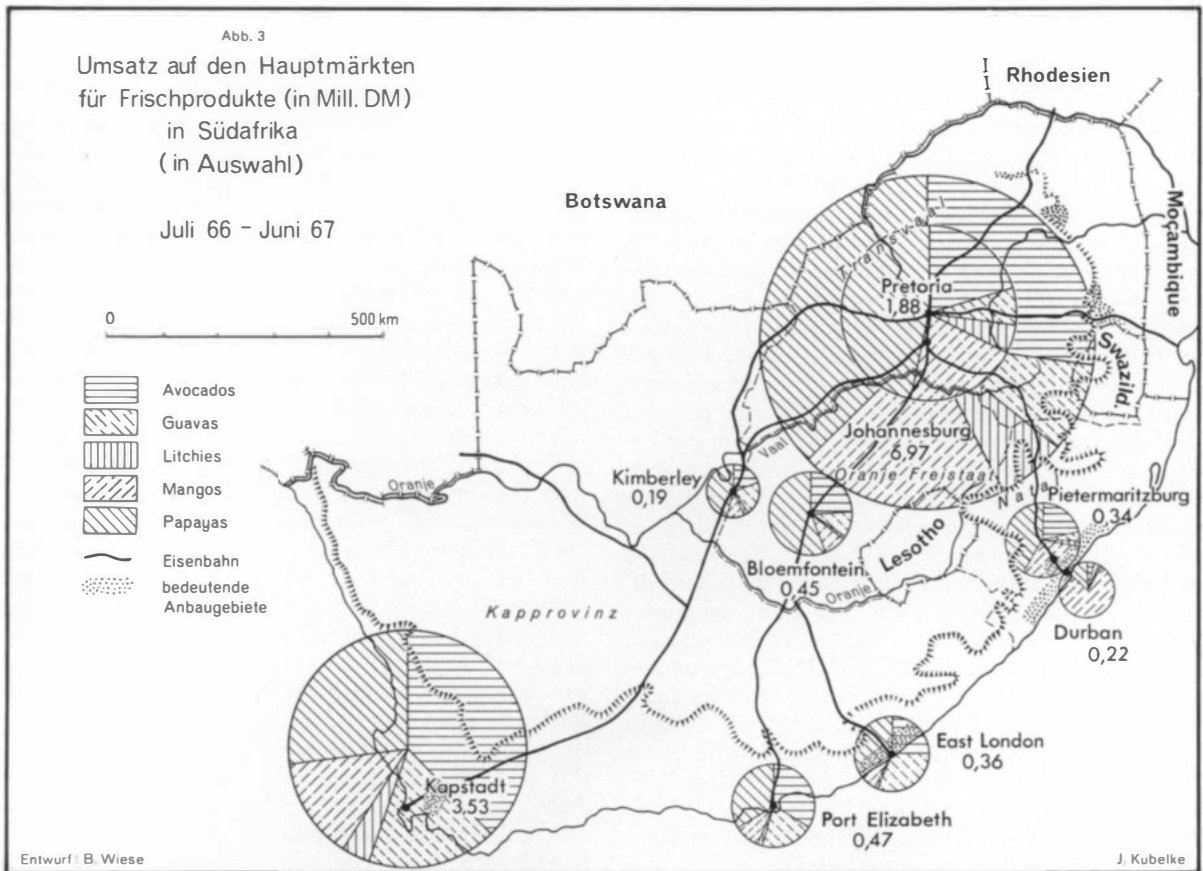 Abb. 3
Umsatz auf den Hauptmärkten
für Frischprodukte (in Mill. DM)
in Südafrika
(in Auswahl)
Juli 66 - Juni 67
0 500 km
Avocados
Guavas
Litchies
Mangos
Papayas
Eisenbahn
bedeutende
Anbaugebiete
Rhodesien
Botswana
Moçambique
Transvaal
Pretoria
1,88
Swazild.
Johannesburg
6,97
Vaal
Oranje Freistaat
Kimberley
0,19
Oranje
Natal
Pietermaritzburg
0,34
Lesotho
Bloemfontein
0,45
Oranje
Kapprovinz
Durban
0,22
East London
0,36
Kapstadt
3,53
Port Elizabeth
0,47
Entwurf: B. Wiese
J. Kubelke